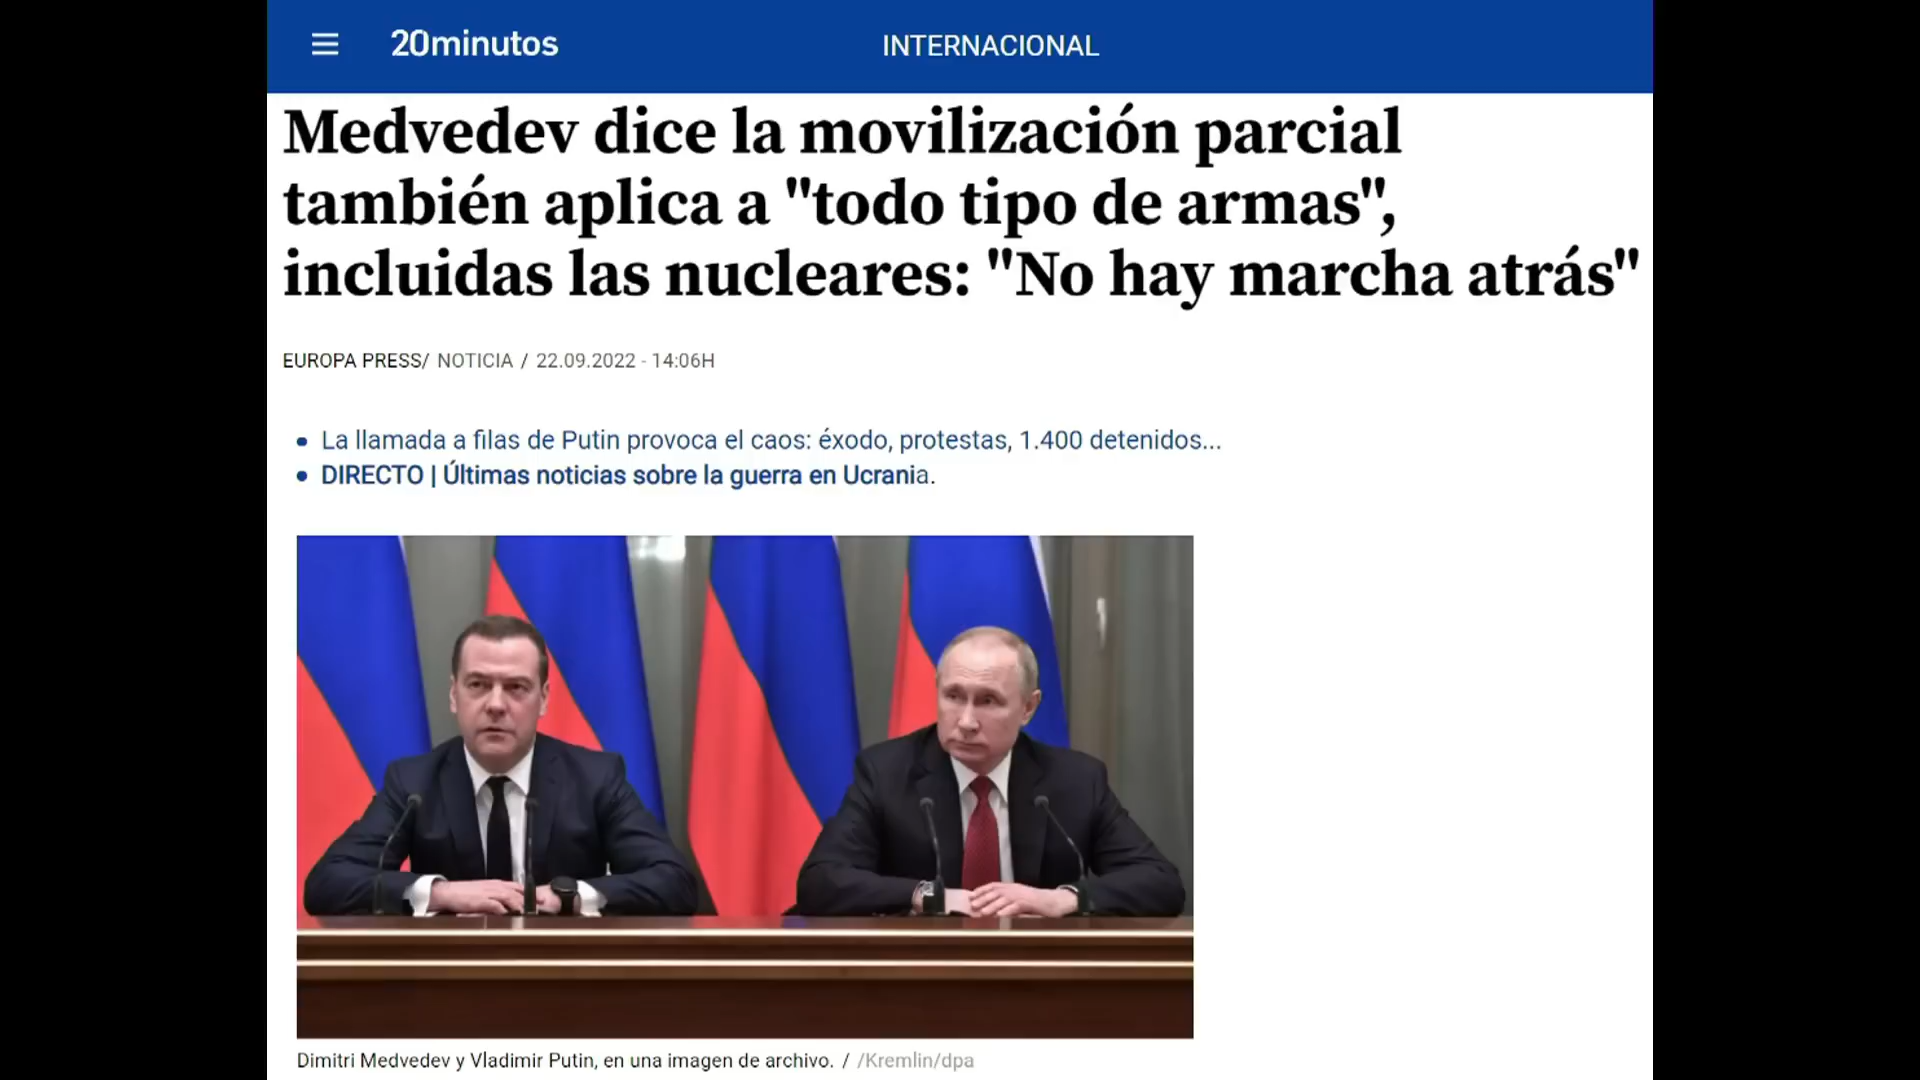 20minutos
INTERNACIONAL
Medvedev dice la movilización parcial
también aplica a "todo tipo de armas",
incluidas las nucleares: "No hay marcha atrás"
EUROPA PRESS/ NOTICIA / 22.09.2022 - 14:06H
La llamada a filas de Putin provoca el caos: éxodo, protestas, 1.400 detenidos...
DIRECTO | Últimas noticias sobre la guerra en Ucrania.
Dimitri Medvedev y Vladimir Putin, en una imagen de archivo. / /Kremlin/dpa